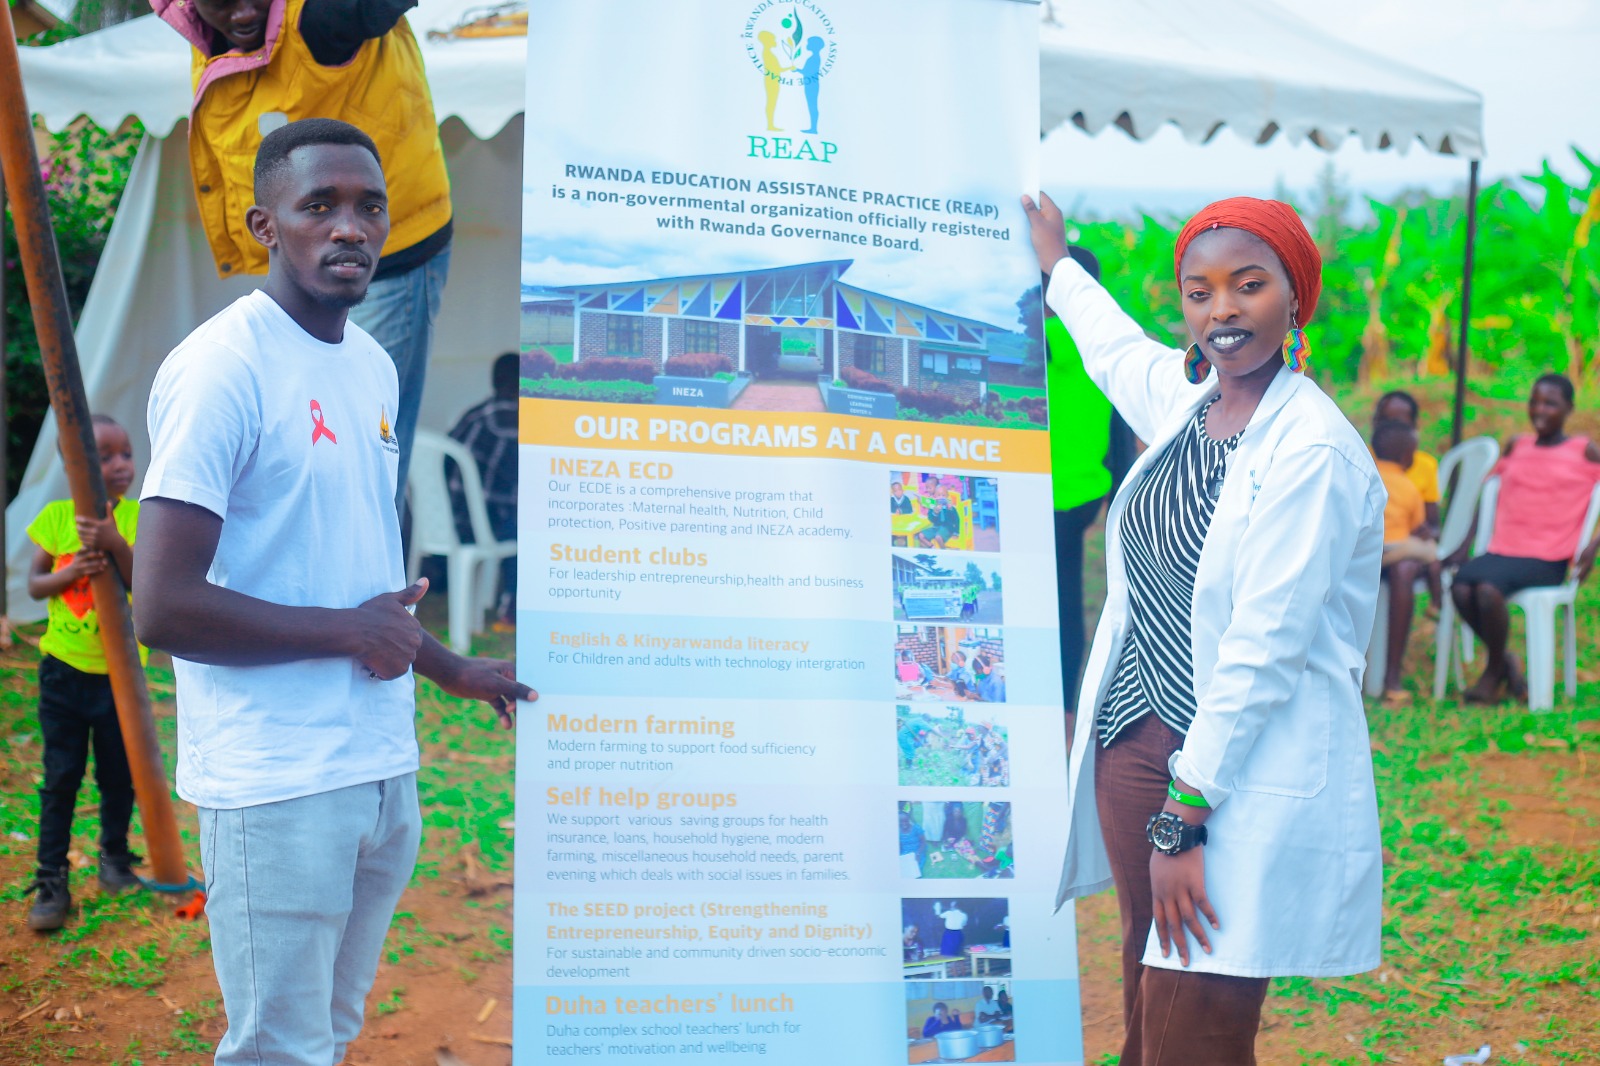 RWANDA EDUCATION ASSISTANCE PRACTICE
REAP
RWANDA EDUCATION ASSISTANCE PRACTICE (REAP)
is a non-governmental organization officially registered
with Rwanda Governance Board.
INEZA
COMMUNITY
LEARNING
CENTER
OUR PROGRAMS AT A GLANCE
INEZA ECD
Our ECDE is a comprehensive program that
incorporates :Maternal health, Nutrition, Child
protection, Positive parenting and INEZA academy.
Student clubs
For leadership entrepreneurship,health and business
opportunity
English & Kinyarwanda literacy
For Children and adults with technology intergration
Modern farming
Modern farming to support food sufficiency
and proper nutrition
Self help groups
We support various saving groups for health
insurance, loans, household hygiene, modern
farming, miscellaneous household needs, parent
evening which deals with social issues in families.
The SEED project (Strengthening
Entrepreneurship, Equity and Dignity)
For sustainable and community driven socio-economic
development
Duha teachers' lunch
Duha complex school teachers' lunch for
teachers' motivation and wellbeing